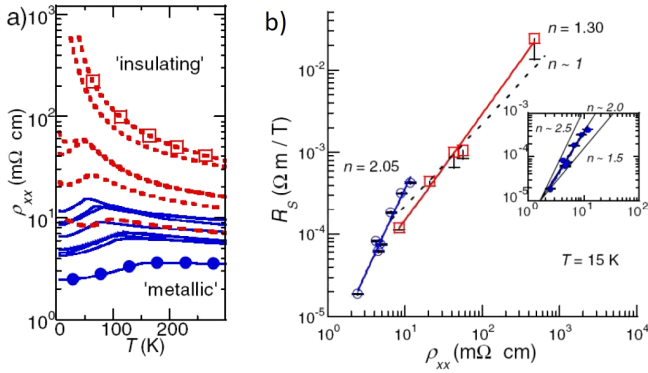 a)
10³
10²
10¹
10⁰
ρxx (mΩ cm)
'insulating'
'metallic'
0
100
200
T(K)
b)
10⁻²
10⁻³
10⁻⁴
10⁻⁵
RS (Ω m / T)
n = 1.30
n ~ 1
n = 2.05
T = 15 K
10⁰
10¹
10²
10³
10⁴
ρxx (mΩ cm)
10⁻³
10⁻⁴
10⁻⁵
n ~ 2.0
n ~ 2.5
n ~ 1.5
10⁰
10¹
10²